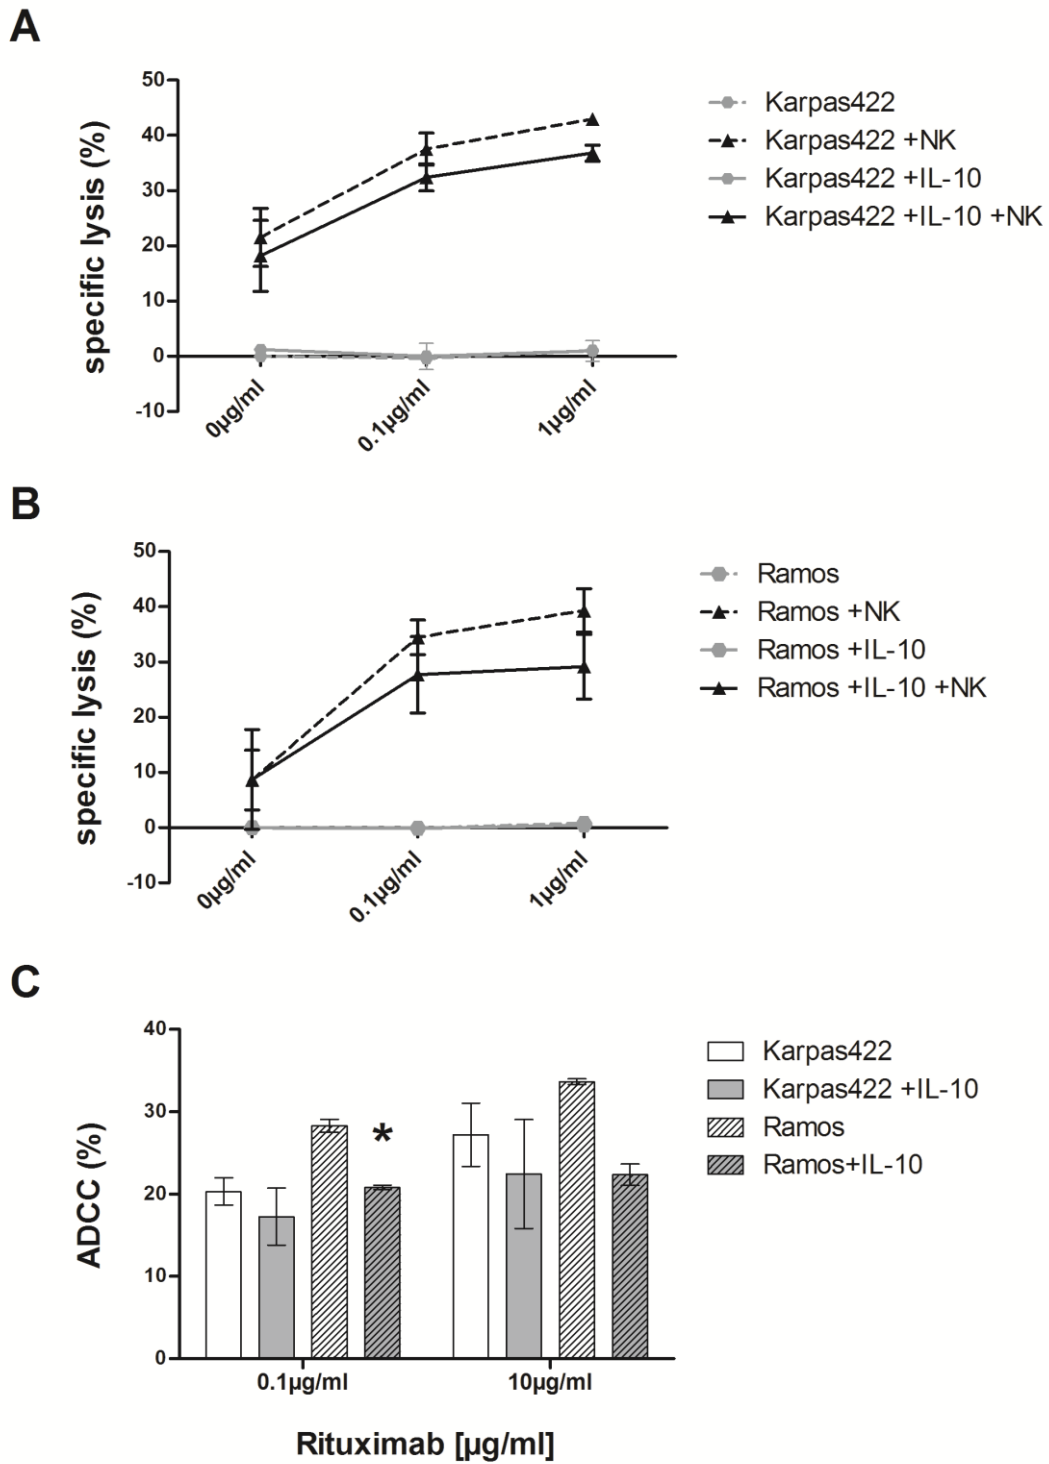 A
50
40
30
20
10
0
-10
specific lysis (%)
0µg/ml
0.1µg/ml
1µg/ml
Karpas422
Karpas422 +NK
Karpas422 +IL-10
Karpas422 +IL-10 +NK
B
50
40
30
20
10
0
-10
specific lysis (%)
0µg/ml
0.1µg/ml
1µg/ml
Ramos
Ramos +NK
Ramos +IL-10
Ramos +IL-10 +NK
C
40
30
20
10
0
ADCC (%)
*
0.1µg/ml
10µg/ml
Rituximab [µg/ml]
Karpas422
Karpas422 +IL-10
Ramos
Ramos+IL-10